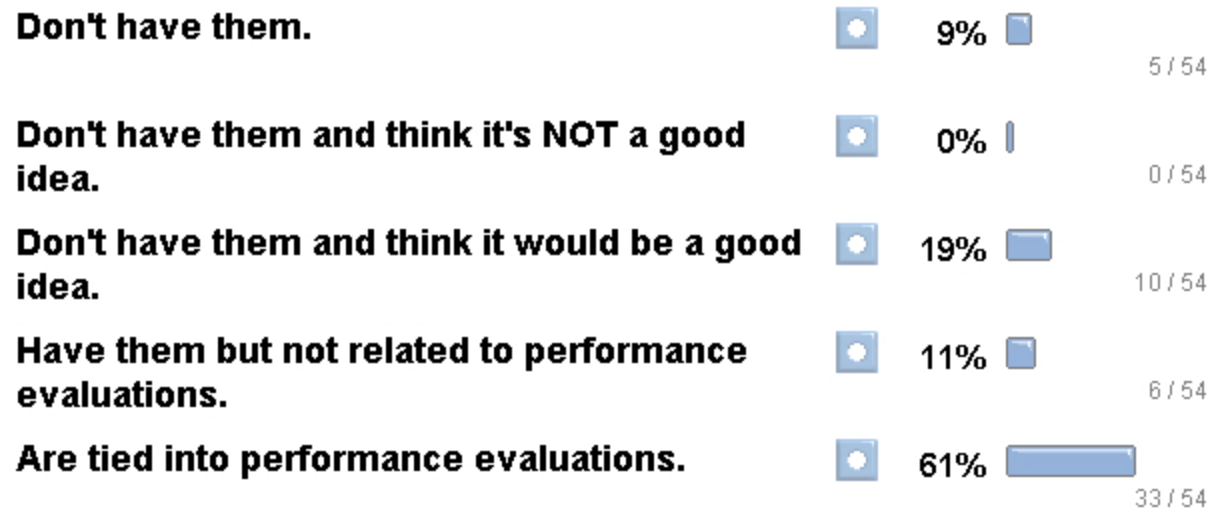 Don't have them. 9%
5 / 54
Don't have them and think it's NOT a good 0%
idea.
0 / 54
Don't have them and think it would be a good 19%
idea.
10 / 54
Have them but not related to performance 11%
evaluations.
6 / 54
Are tied into performance evaluations. 61%
33 / 54